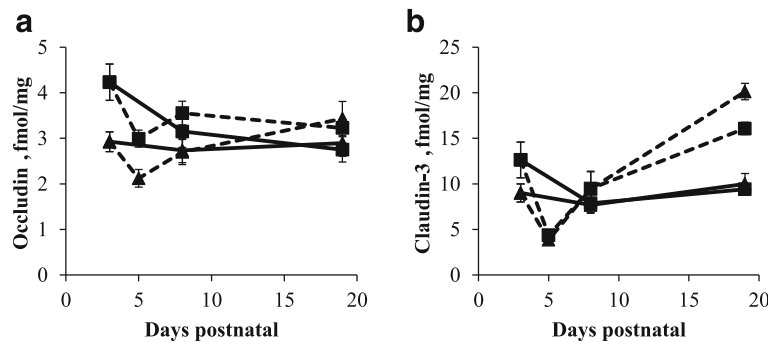 a
Occludin , fmol/mg
5
4
3
2
1
0
0 5 10 15 20
Days postnatal
b
Claudin-3 , fmol/mg
25
20
15
10
5
0
0 5 10 15 20
Days postnatal